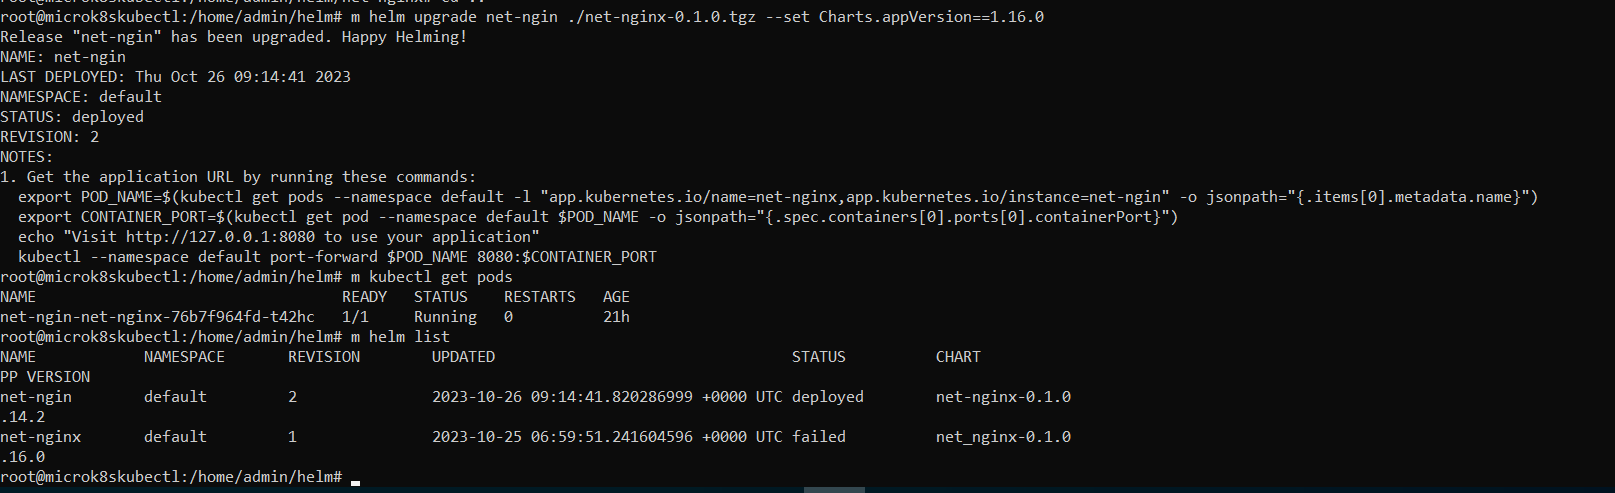 root@microk8skubectl:/home/admin/helm# m helm upgrade net-ngin ./net-nginx-0.1.0.tgz --set Charts.appVersion==1.16.0
Release "net-ngin" has been upgraded. Happy Helming!
NAME: net-ngin
LAST DEPLOYED: Thu Oct 26 09:14:41 2023
NAMESPACE: default
STATUS: deployed
REVISION: 2
NOTES:
1. Get the application URL by running these commands:
  export POD_NAME=$(kubectl get pods --namespace default -l "app.kubernetes.io/name=net-nginx,app.kubernetes.io/instance=net-ngin" -o jsonpath="{.items[0].metadata.name}")
  export CONTAINER_PORT=$(kubectl get pod --namespace default $POD_NAME -o jsonpath="{.spec.containers[0].ports[0].containerPort}")
  echo "Visit http://127.0.0.1:8080 to use your application"
  kubectl --namespace default port-forward $POD_NAME 8080:$CONTAINER_PORT
root@microk8skubectl:/home/admin/helm# m kubectl get pods
NAME                                  READY   STATUS    RESTARTS   AGE
net-ngin-net-nginx-76b7f964fd-t42hc   1/1     Running   0          21h
root@microk8skubectl:/home/admin/helm# m helm list
NAME            NAMESPACE       REVISION        UPDATED                                 STATUS          CHART
PP VERSION
net-ngin        default         2               2023-10-26 09:14:41.820286999 +0000 UTC deployed        net-nginx-0.1.0
.14.2
net-nginx       default         1               2023-10-25 06:59:51.241604596 +0000 UTC failed          net_nginx-0.1.0
.16.0
root@microk8skubectl:/home/admin/helm#